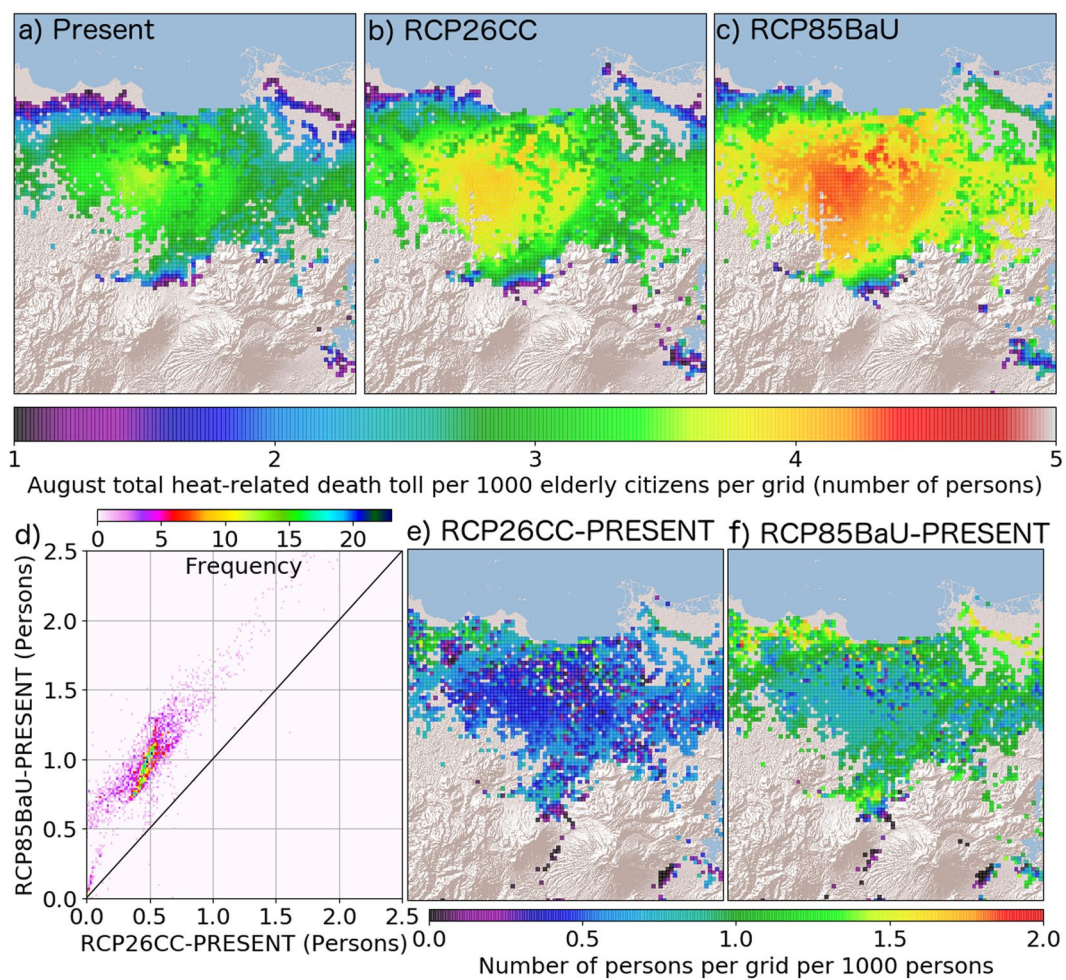 a) Present
b) RCP26CC
c) RCP85BaU
1 2 3 4 5
August total heat-related death toll per 1000 elderly citizens per grid (number of persons)
d)
0 5 10 15 20
Frequency
RCP85BaU-PRESENT (Persons)
2.5
2.0
1.5
1.0
0.5
0.0
0.0 0.5 1.0 1.5 2.0 2.5
RCP26CC-PRESENT (Persons)
e) RCP26CC-PRESENT
f) RCP85BaU-PRESENT
0.0 0.5 1.0 1.5 2.0
Number of persons per grid per 1000 persons